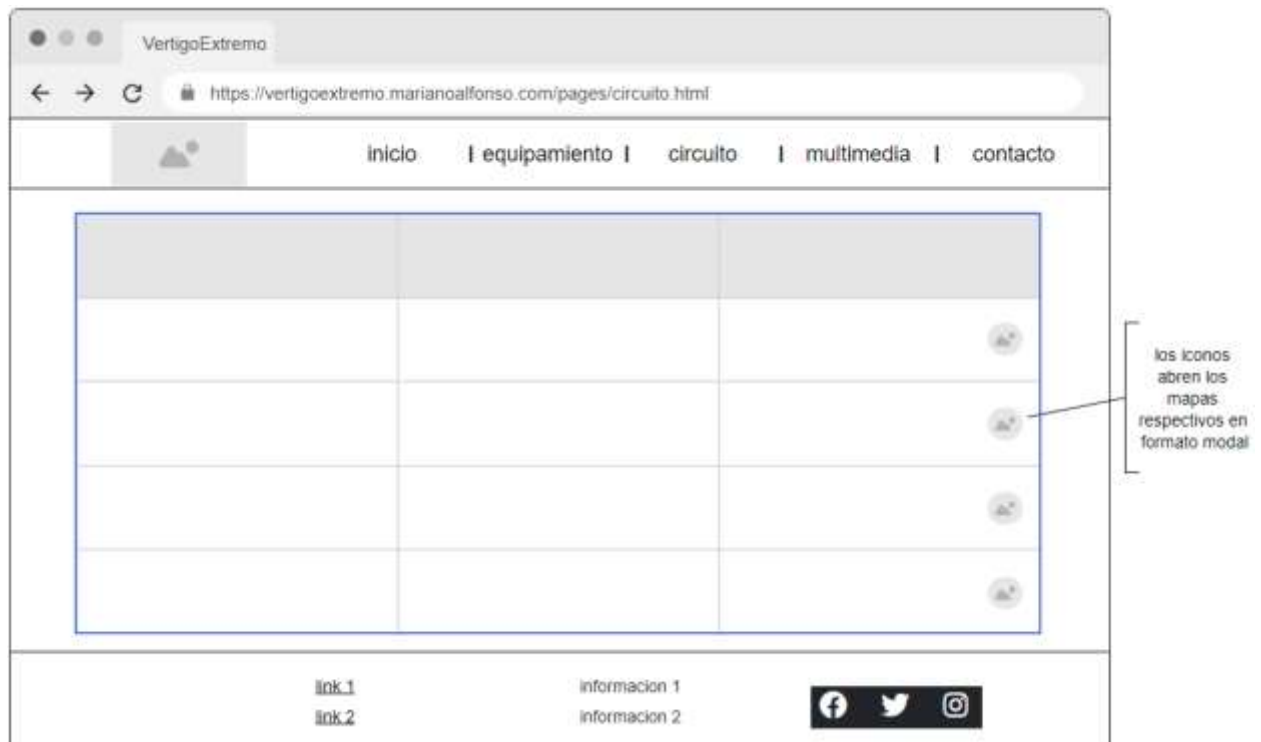 VertigoExtremo
https://vertigoextremo.marianoalfonso.com/pages/circuito.html
inicio | equipamiento | circuito | multimedia | contacto
los iconos
abren los
mapas
respectivos en
formato modal
link 1 informacion 1
link 2 informacion 2